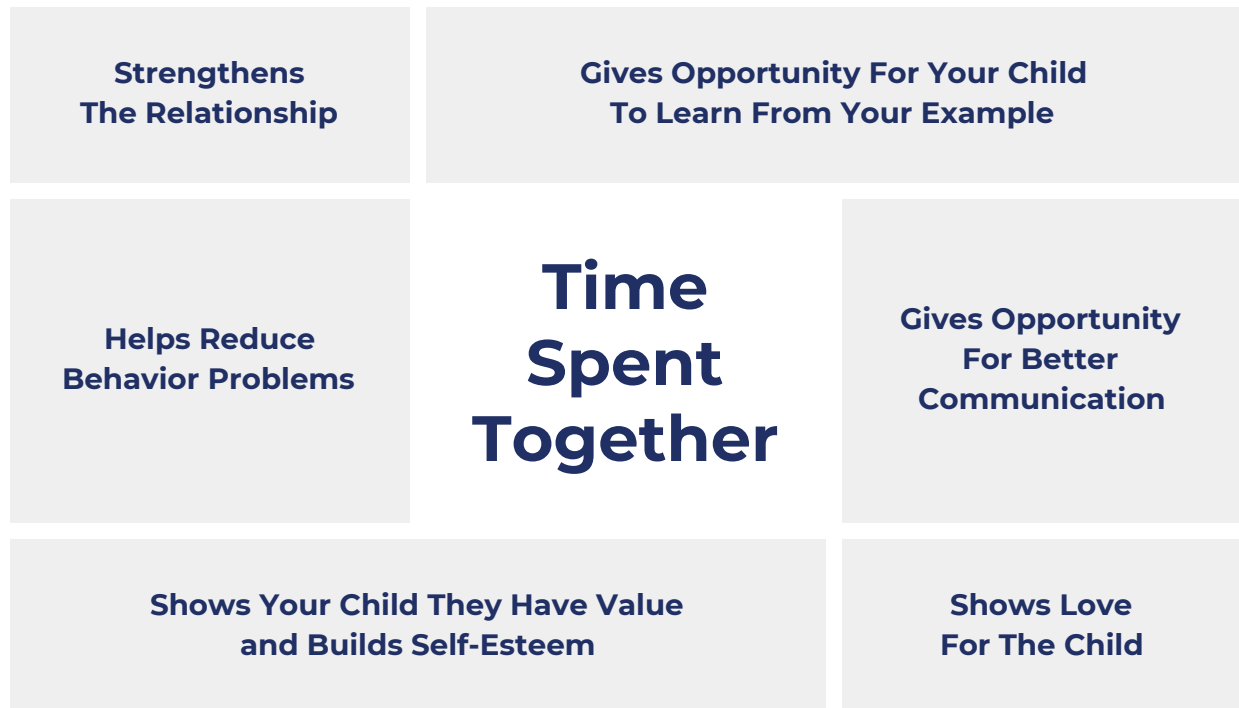 Strengthens
The Relationship
Gives Opportunity For Your Child
To Learn From Your Example
Helps Reduce
Behavior Problems
Time
Spent
Together
Gives Opportunity
For Better
Communication
Shows Your Child They Have Value
and Builds Self-Esteem
Shows Love
For The Child